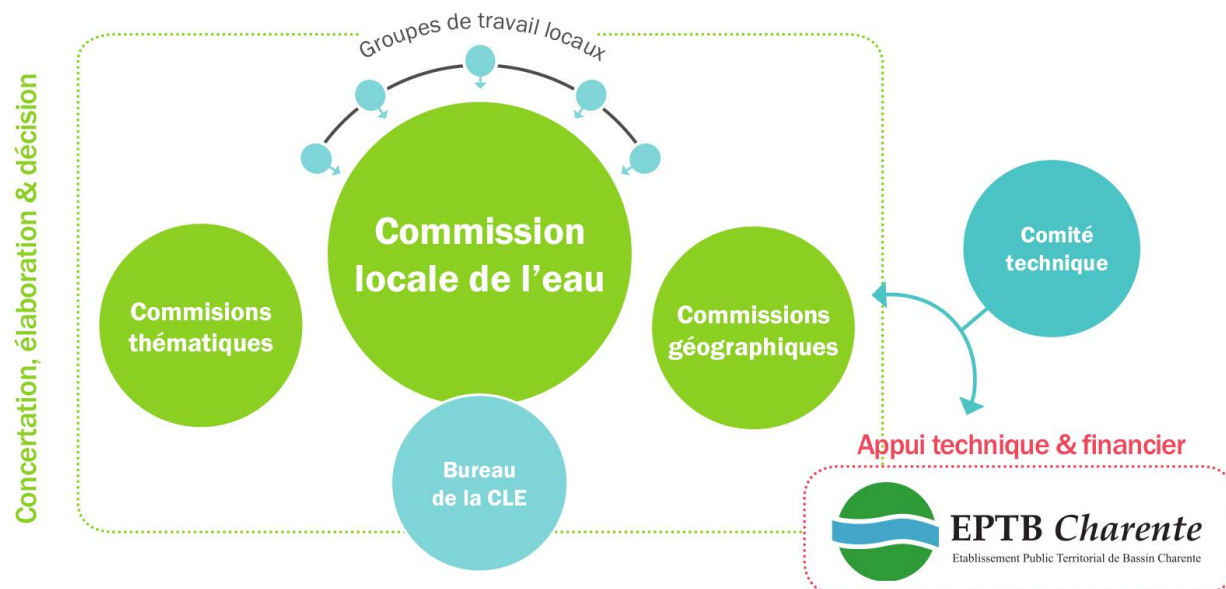 Concertation, élaboration & décision
Groupes de travail locaux
Commission
locale de l'eau
Commisions
thématiques
Commissions
géographiques
Bureau
de la CLE
Comité
technique
Appui technique & financier
EPTB Charente
Etablissement Public Territorial de Bassin Charente